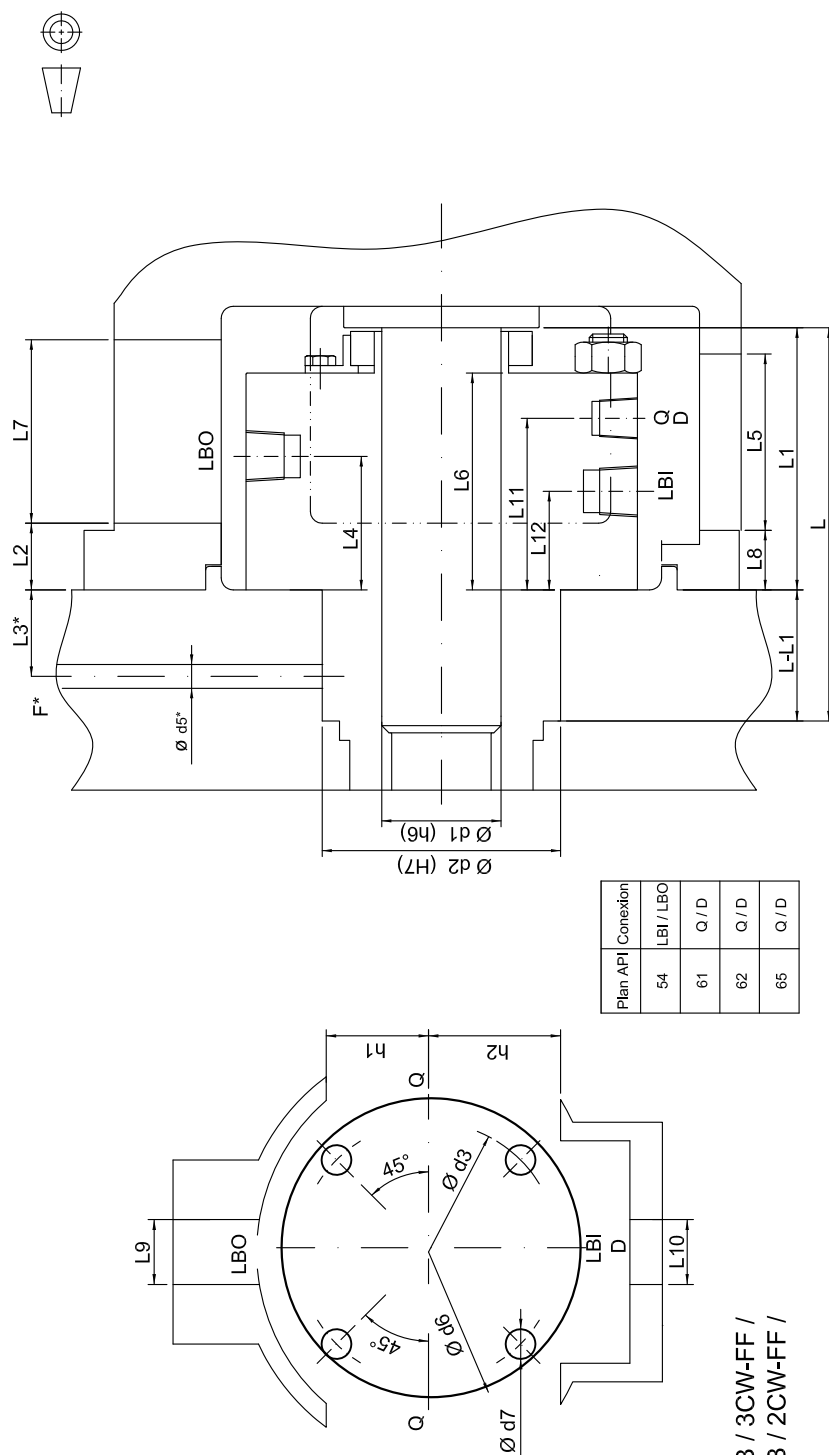 L7
L2
L3*
F*
Ø d5*
LBO
L4
L6
L11
L12
Q
D
LBI
L5
L8
L1
L
L-L1
Ø d1 (h6)
Ø d2 (H7)
Plan API Conexion
54 LBI / LBO
61 Q / D
62 Q / D
65 Q / D
h1
h2
Q
Q
45°
45°
Ø d3
Ø d6
Ø d7
L9
LBO
LBI
D
L10
/ 3CW-FF /
/ 2CW-FF /